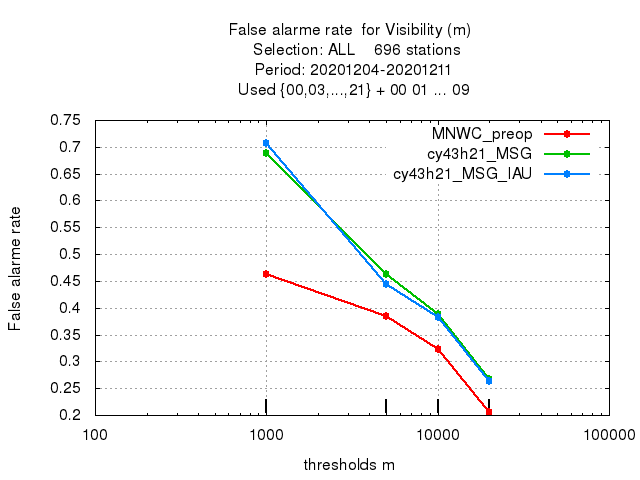 False alarme rate  for Visibility (m)
Selection: ALL    696 stations
Period: 20201204-20201211
Used {00,03,...,21} + 00 01 ... 09
MNWC_preop
cy43h21_MSG
cy43h21_MSG_IAU
False alarme rate
0.75
0.7
0.65
0.6
0.55
0.5
0.45
0.4
0.35
0.3
0.25
0.2
100
1000
10000
100000
thresholds m